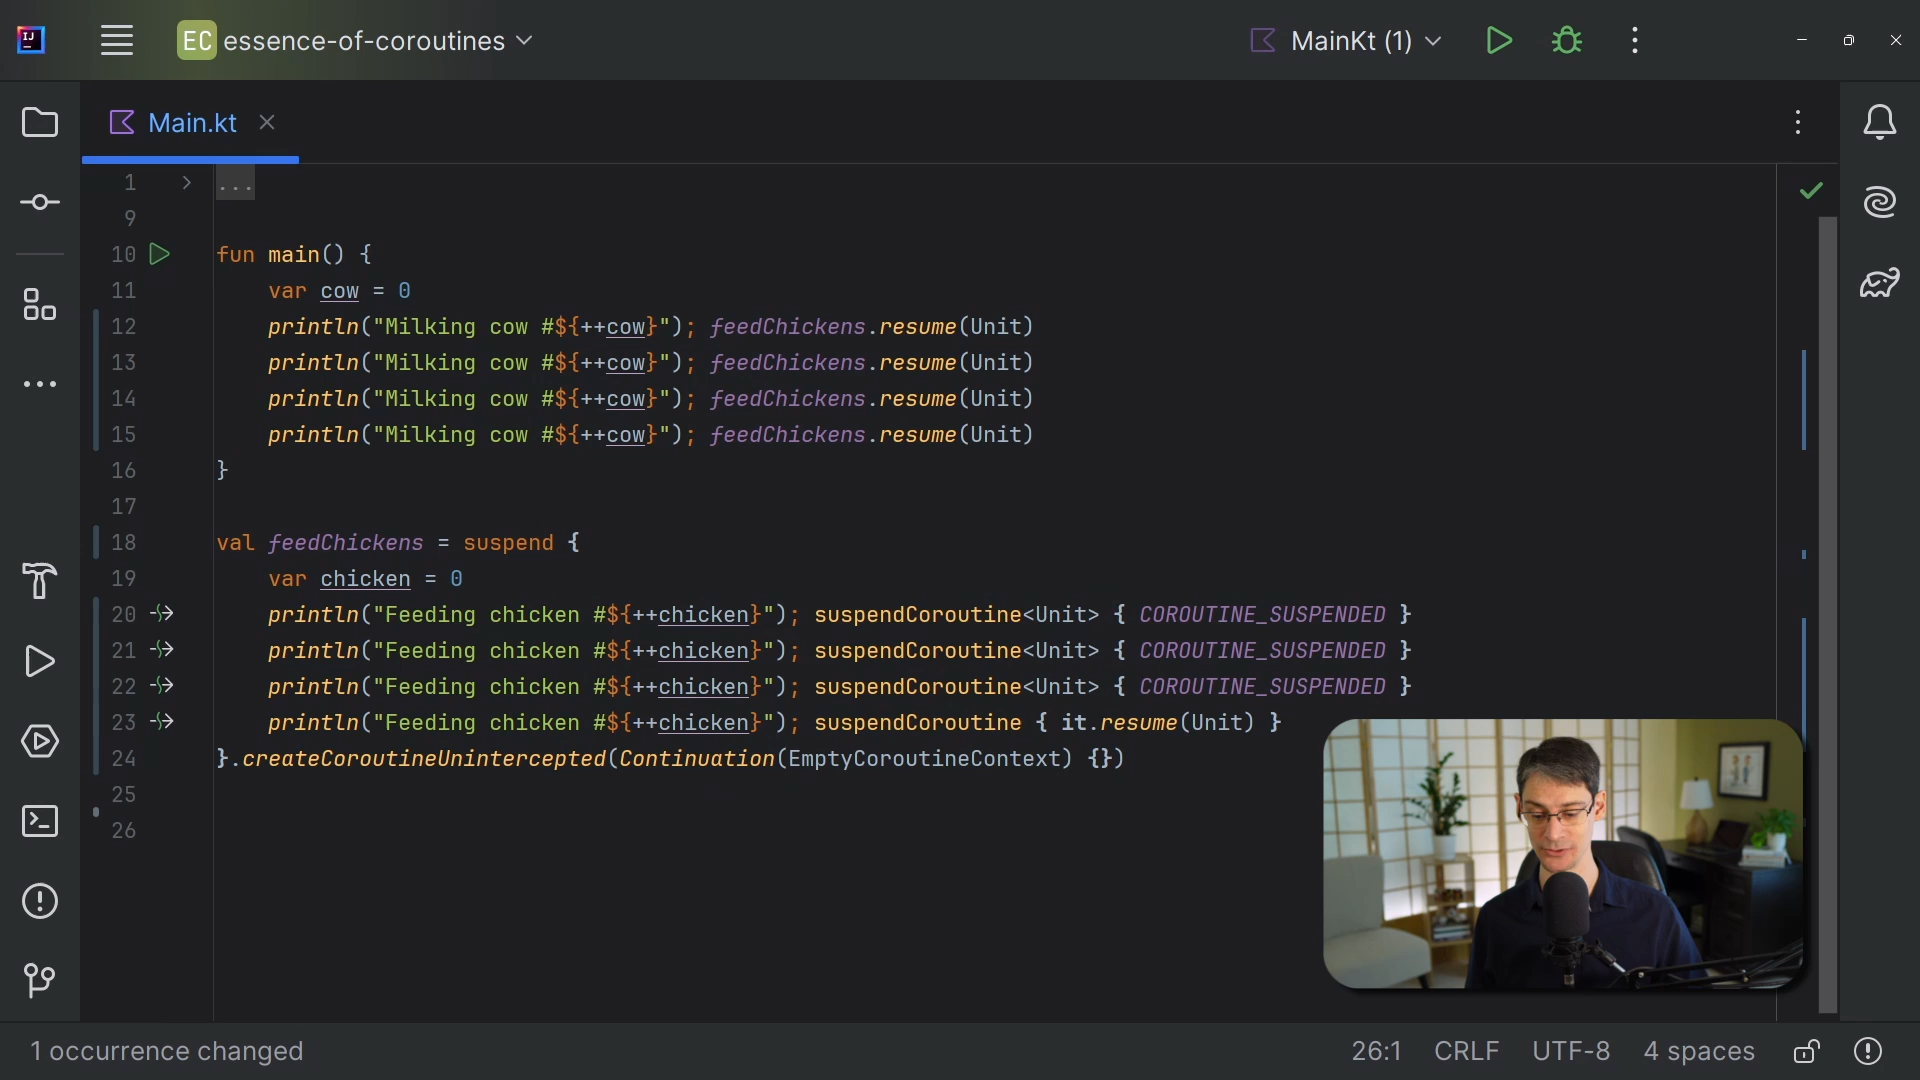 IJ
EC essence-of-coroutines
MainKt (1)
Main.kt
1 ...
9
10 fun main() {
11 var cow = 0
12 println("Milking cow #${++cow}"); feedChickens.resume(Unit)
13 println("Milking cow #${++cow}"); feedChickens.resume(Unit)
14 println("Milking cow #${++cow}"); feedChickens.resume(Unit)
15 println("Milking cow #${++cow}"); feedChickens.resume(Unit)
16 }
17
18 val feedChickens = suspend {
19 var chicken = 0
20 println("Feeding chicken #${++chicken}"); suspendCoroutine<Unit> { COROUTINE_SUSPENDED }
21 println("Feeding chicken #${++chicken}"); suspendCoroutine<Unit> { COROUTINE_SUSPENDED }
22 println("Feeding chicken #${++chicken}"); suspendCoroutine<Unit> { COROUTINE_SUSPENDED }
23 println("Feeding chicken #${++chicken}"); suspendCoroutine { it.resume(Unit) }
24 }.createCoroutineUnintercepted(Continuation(EmptyCoroutineContext) {})
25
26
1 occurrence changed
26:1 CRLF UTF-8 4 spaces